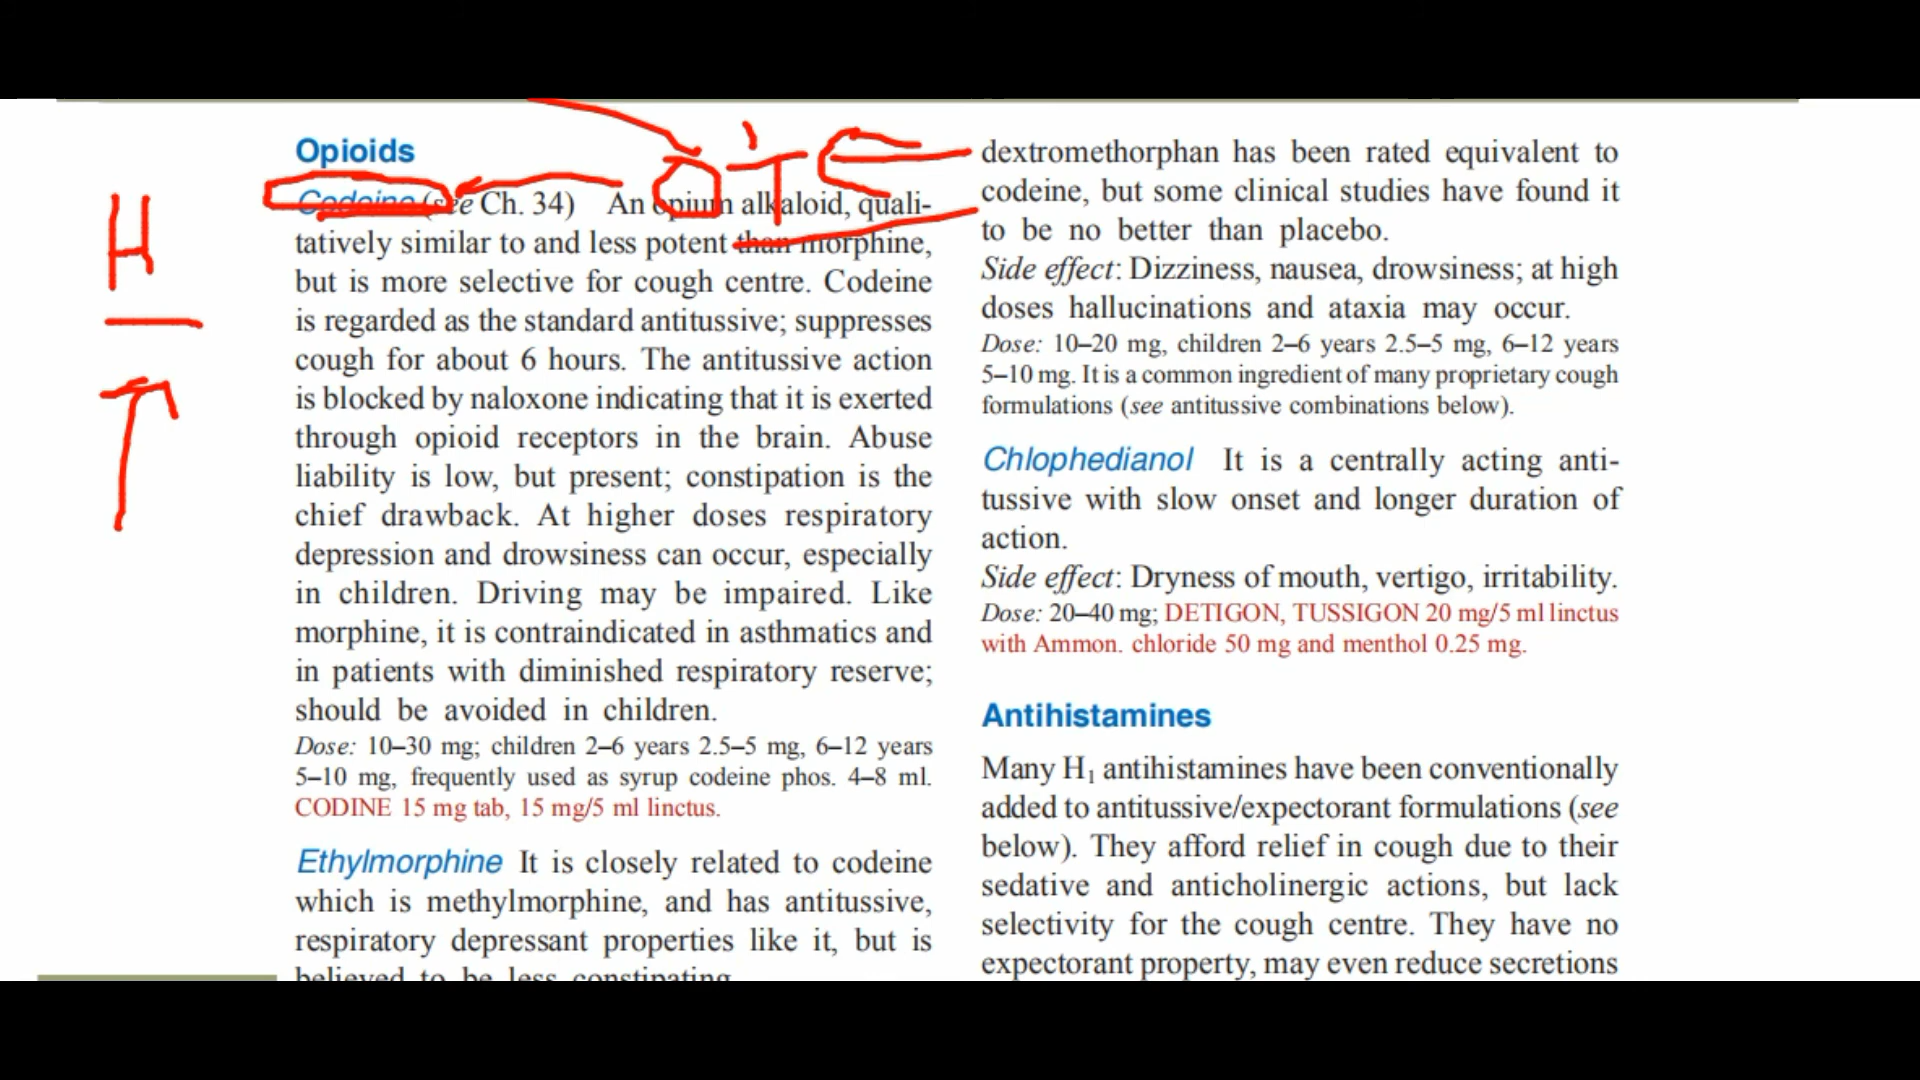 H
T
OTC
Opioids
Codeine (see Ch. 34) An opium alkaloid, quali-
tatively similar to and less potent than morphine,
but is more selective for cough centre. Codeine
is regarded as the standard antitussive; suppresses
cough for about 6 hours. The antitussive action
is blocked by naloxone indicating that it is exerted
through opioid receptors in the brain. Abuse
liability is low, but present; constipation is the
chief drawback. At higher doses respiratory
depression and drowsiness can occur, especially
in children. Driving may be impaired. Like
morphine, it is contraindicated in asthmatics and
in patients with diminished respiratory reserve;
should be avoided in children.
Dose: 10–30 mg; children 2–6 years 2.5–5 mg, 6–12 years
5–10 mg, frequently used as syrup codeine phos. 4–8 ml.
CODINE 15 mg tab, 15 mg/5 ml linctus.
Ethylmorphine It is closely related to codeine
which is methylmorphine, and has antitussive,
respiratory depressant properties like it, but is
believed to be less constipating.
dextromethorphan has been rated equivalent to
codeine, but some clinical studies have found it
to be no better than placebo.
Side effect: Dizziness, nausea, drowsiness; at high
doses hallucinations and ataxia may occur.
Dose: 10–20 mg, children 2–6 years 2.5–5 mg, 6–12 years
5–10 mg. It is a common ingredient of many proprietary cough
formulations (see antitussive combinations below).
Chlophedianol It is a centrally acting anti-
tussive with slow onset and longer duration of
action.
Side effect: Dryness of mouth, vertigo, irritability.
Dose: 20–40 mg; DETIGON, TUSSIGON 20 mg/5 ml linctus
with Ammon. chloride 50 mg and menthol 0.25 mg.
Antihistamines
Many H₁ antihistamines have been conventionally
added to antitussive/expectorant formulations (see
below). They afford relief in cough due to their
sedative and anticholinergic actions, but lack
selectivity for the cough centre. They have no
expectorant property, may even reduce secretions